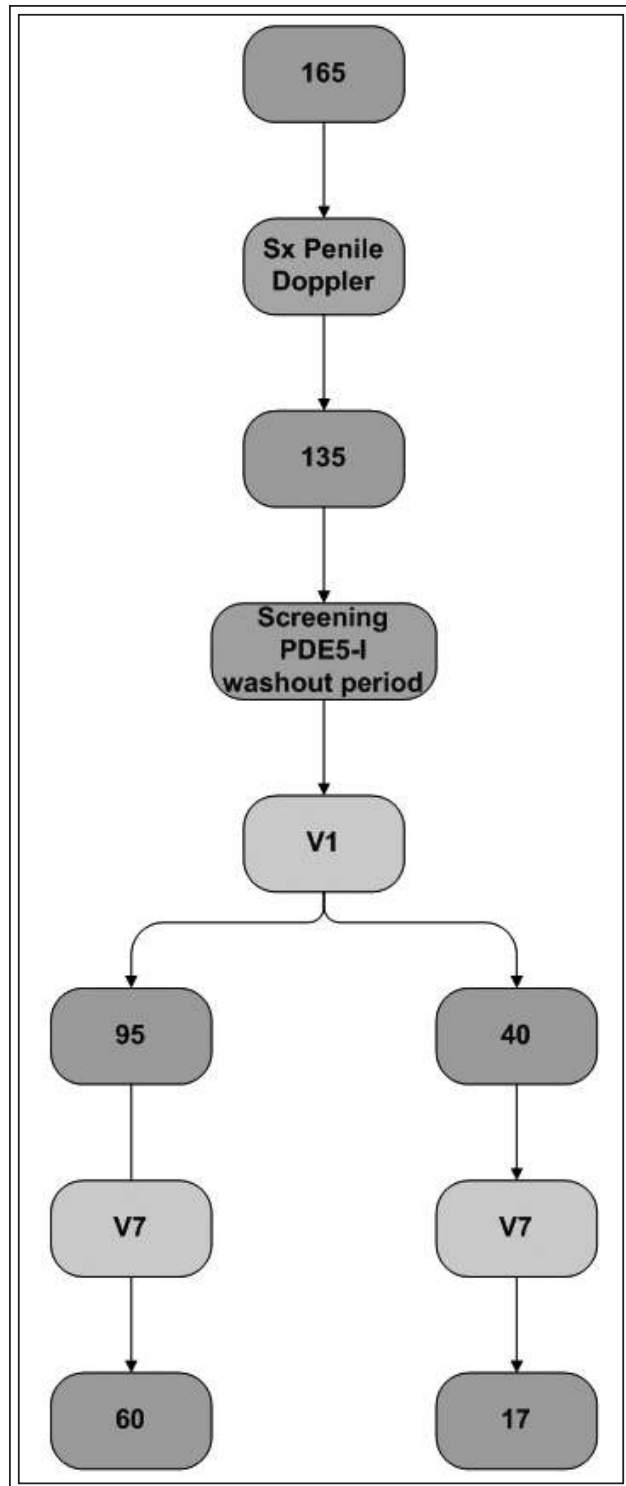 165
Sx Penile
Doppler
135
Screening
PDE5-I
washout period
V1
95
40
V7
V7
60
17